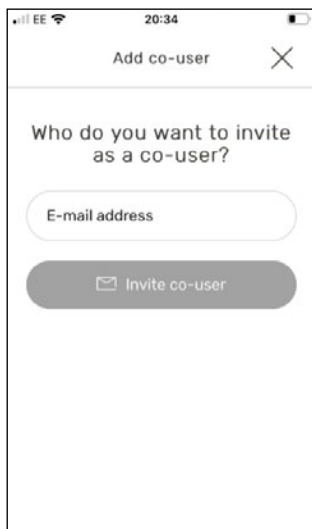 EE 20:34
Add co-user
Who do you want to invite
as a co-user?
E-mail address
Invite co-user